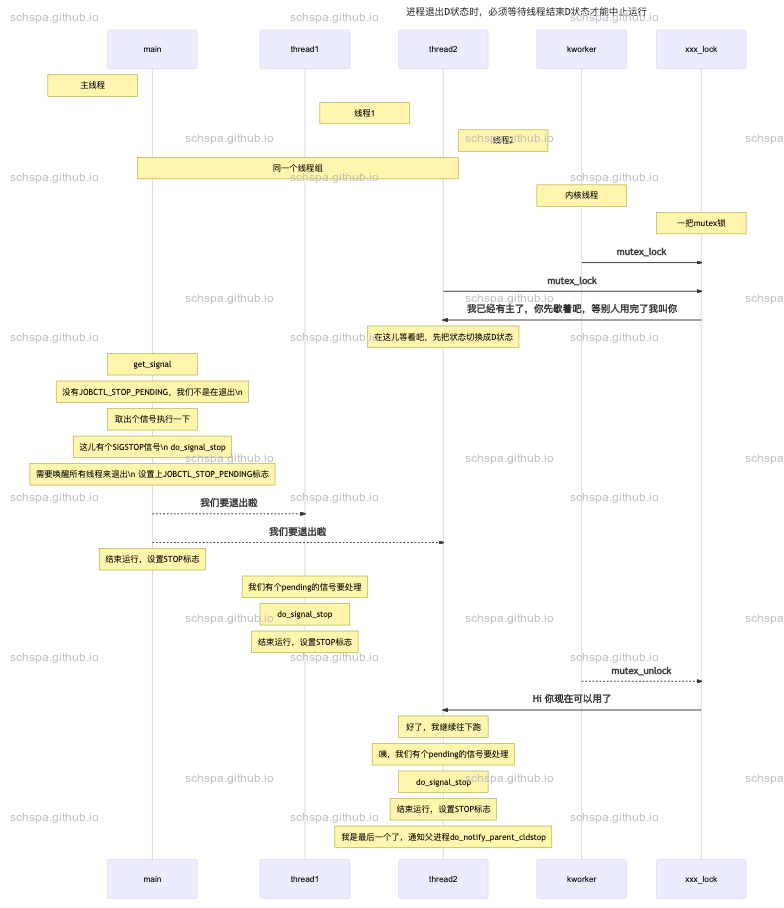 进程退出D状态时，必须等待线程结束D状态才能中止运行
schspa.github.io schspa.github.io schspa.github.io
main thread1 thread2 kworker xxx_lock
主线程
线程1
schspa.github.io schspa.github.io schspa.github.io
线程2
同一个线程组
schspa.github.io schspa.github.io schspa.github.io
内核线程
一把mutex锁
mutex_lock
mutex_lock
schspa.github.io schspa.github.io schspa.github.io
我已经有主了，你先歇着吧，等别人用完了我叫你
schspa.github.io schspa.github.io schspa.github.io
在这儿等着吧，先把状态切换成D状态
get_signal
没有JOBCTL_STOP_PENDING，我们不是在退出\n
取出个信号执行一下
这儿有个SIGSTOP信号\n do_signal_stop
schspa.github.io schspa.github.io schspa.github.io
需要唤醒所有线程来退出\n 设置上JOBCTL_STOP_PENDING标志
schspa.github.io schspa.github.io schspa.github.io
我们要退出啦
我们要退出啦
结束运行，设置STOP标志
我们有个pending的信号要处理
do_signal_stop
schspa.github.io schspa.github.io schspa.github.io
结束运行，设置STOP标志
schspa.github.io schspa.github.io schspa.github.io
mutex_unlock
Hi 你现在可以用了
好了，我继续往下跑
咦，我们有个pending的信号要处理
do_signal_stop
schspa.github.io schspa.github.io schspa.github.io
结束运行，设置STOP标志
schspa.github.io schspa.github.io schspa.github.io
我是最后一个了，通知父进程do_notify_parent_cldstop
main thread1 thread2 kworker xxx_lock